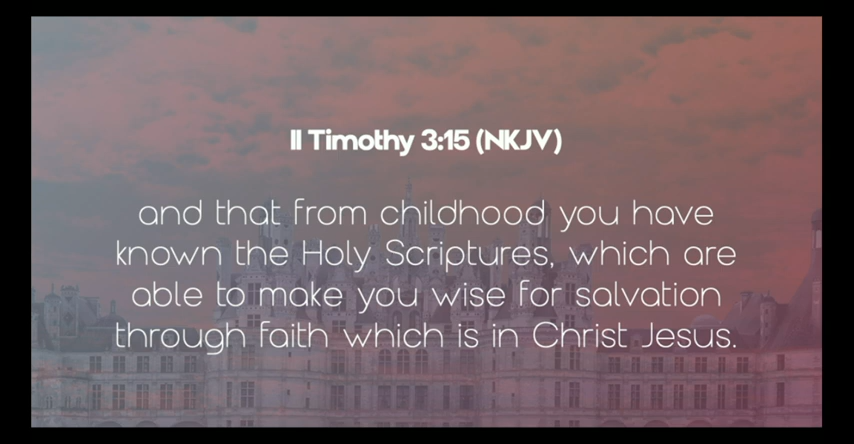 II Timothy 3:15 (NKJV)
and that from childhood you have
known the Holy Scriptures, which are
able to make you wise for salvation
through faith which is in Christ Jesus.